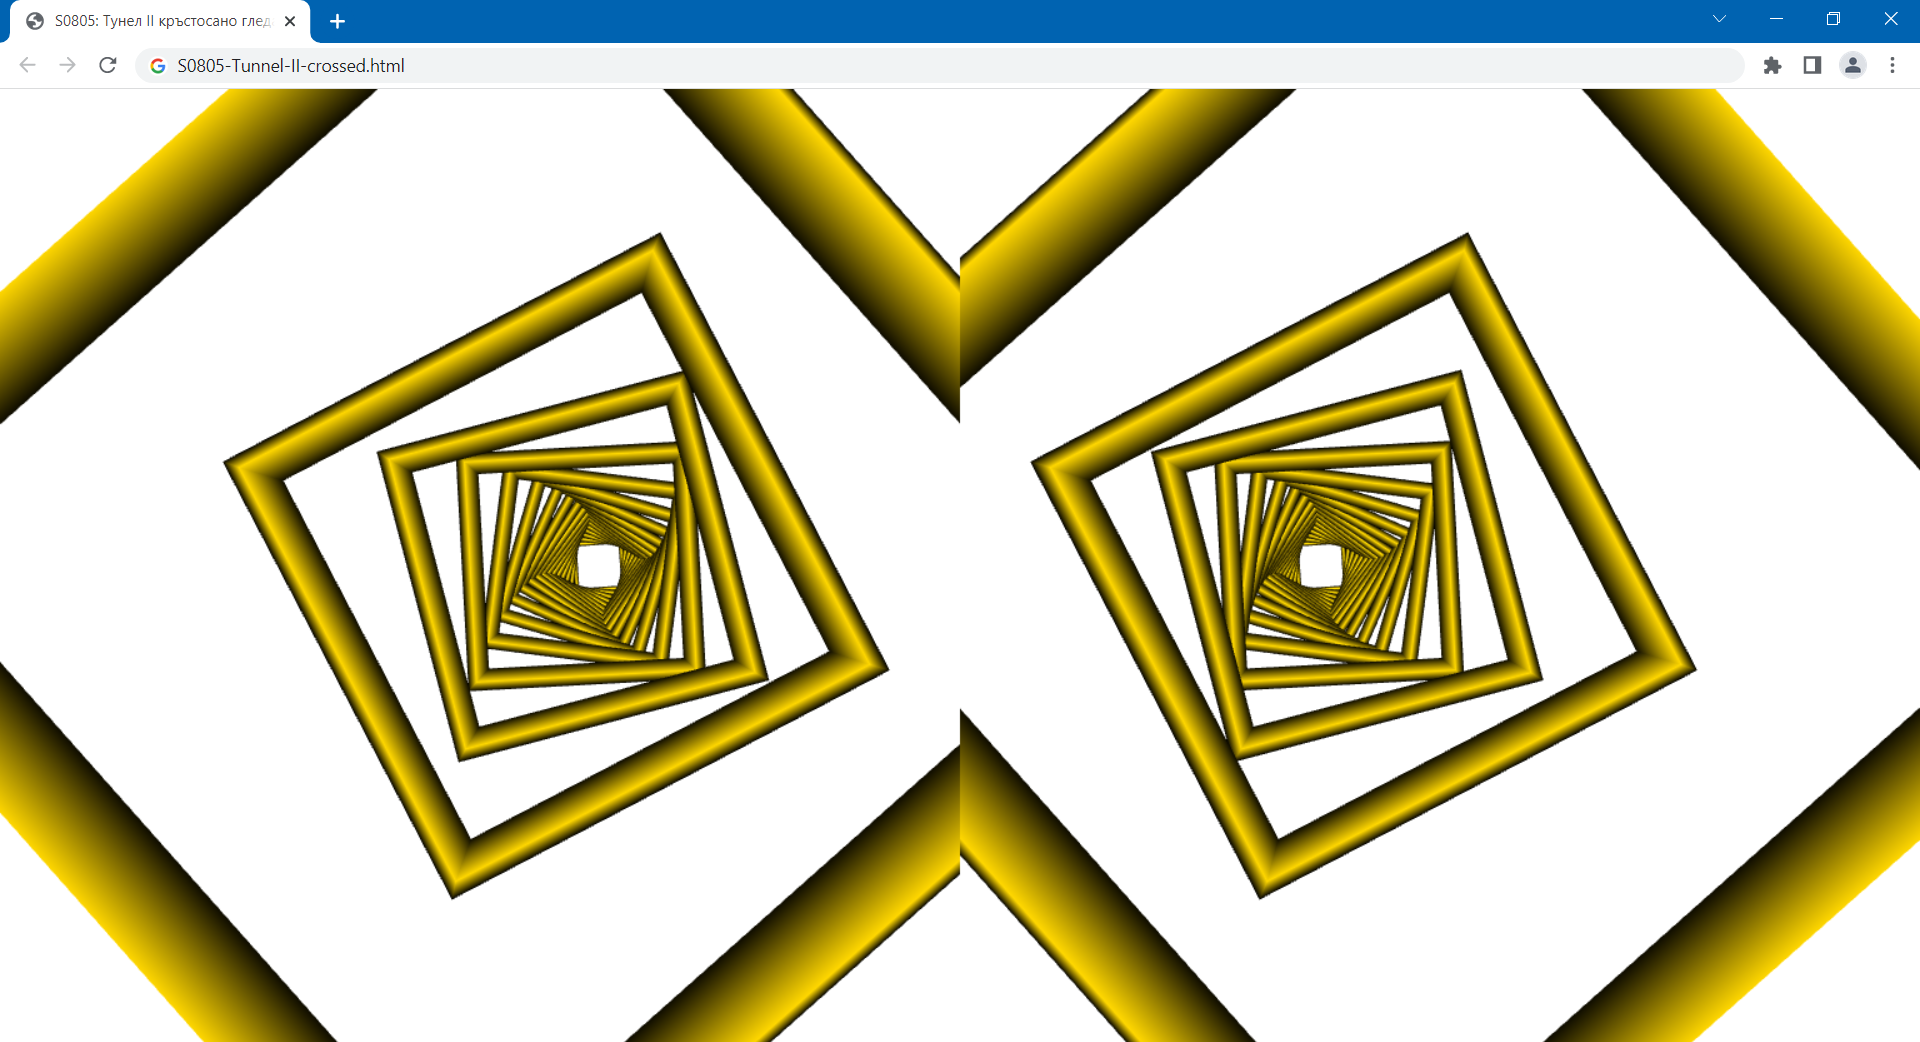 S0805: Тунел II кръстосано глед
S0805-Tunnel-II-crossed.html